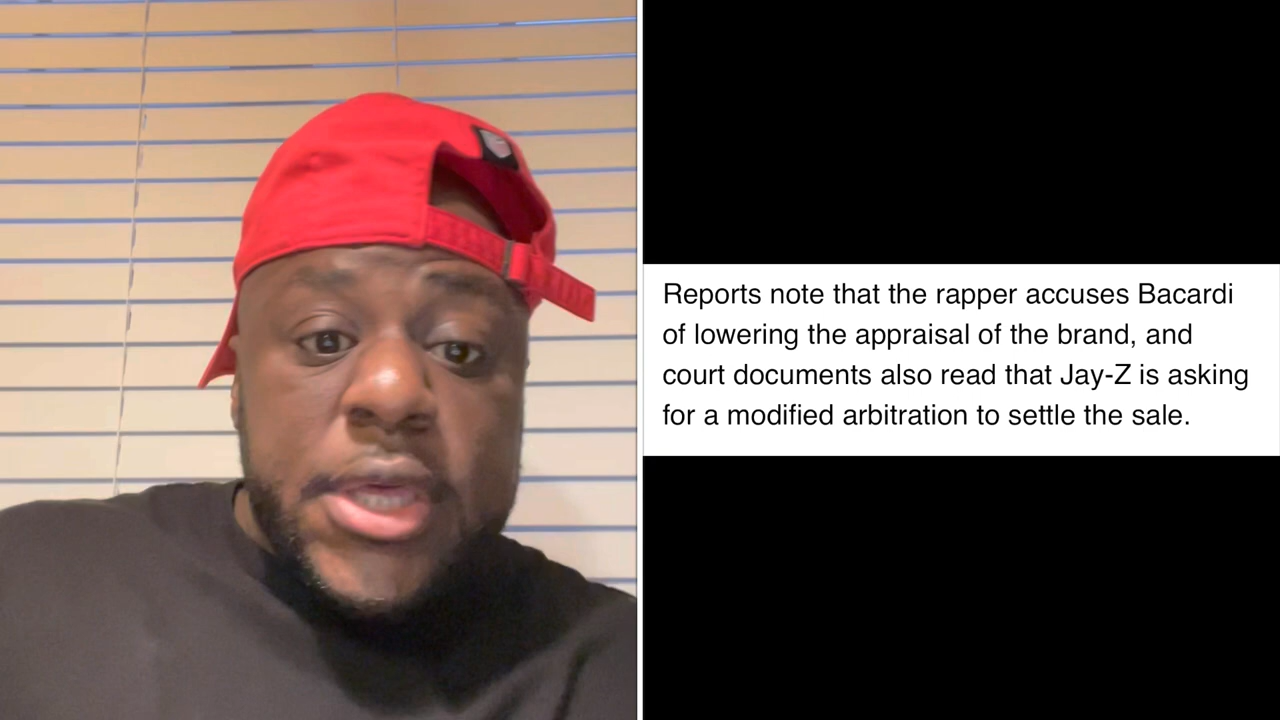 Reports note that the rapper accuses Bacardi
of lowering the appraisal of the brand, and
court documents also read that Jay-Z is asking
for a modified arbitration to settle the sale.